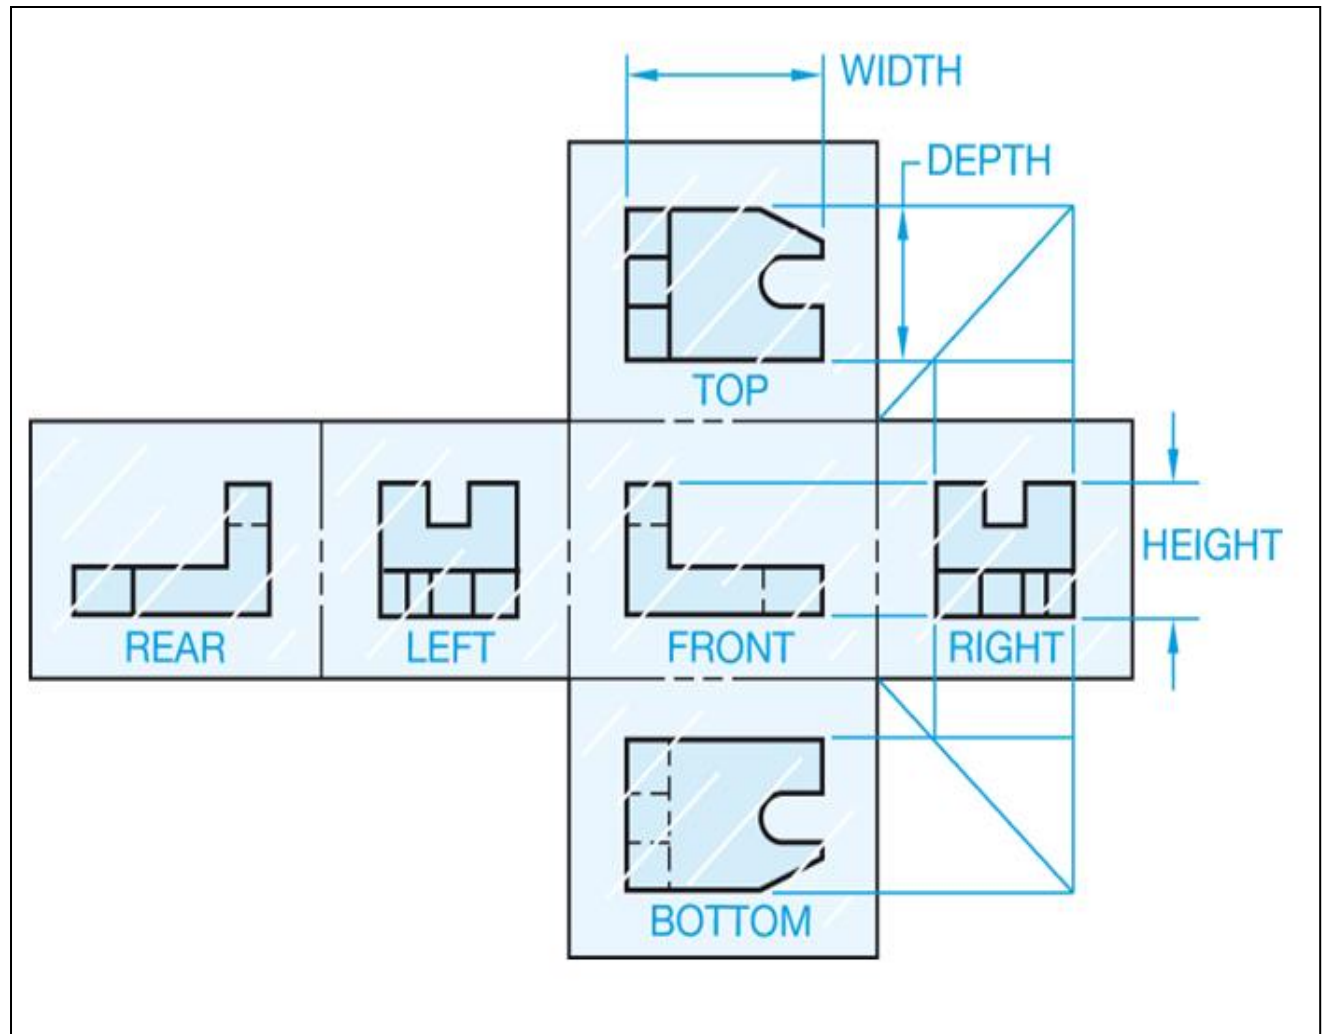 WIDTH
DEPTH
TOP
HEIGHT
REAR
LEFT
FRONT
RIGHT
BOTTOM